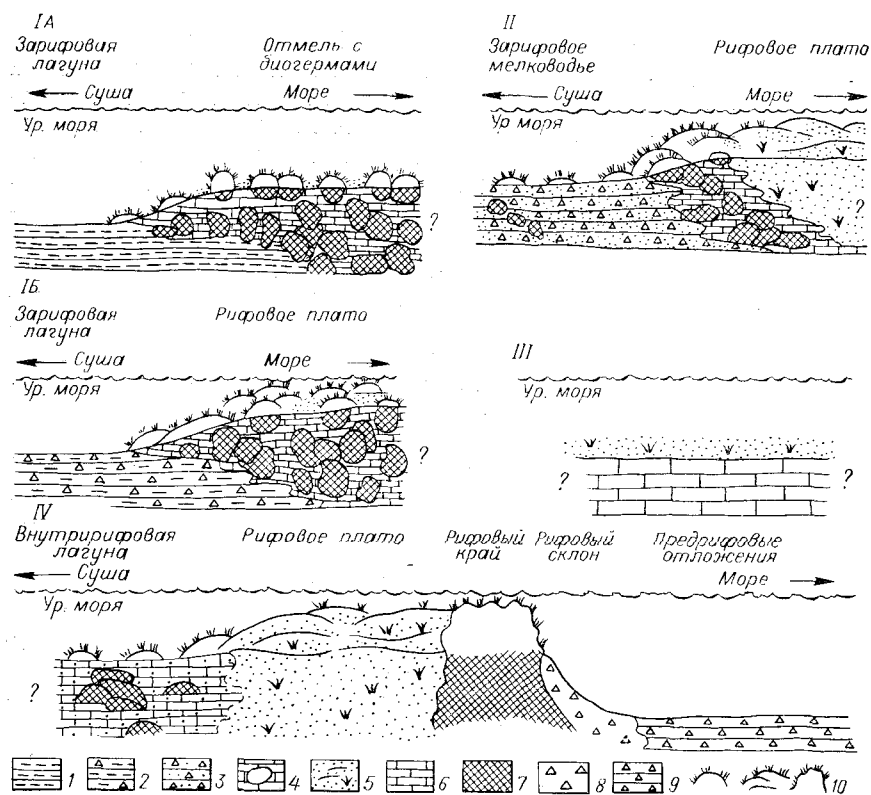 IА
Зарифовая лагуна
Отмель с диогермами
Суша
Море
Ур. моря
?
II
Зарифовое мелководье
Рифовое плато
Суша
Море
Ур. моря
?
IБ
Зарифовая лагуна
Рифовое плато
Суша
Море
Ур. моря
?
III
Ур. моря
?
?
IV
Внутририфовая лагуна
Рифовое плато
Рифовый край
Рифовый склон
Предрифовые отложения
Суша
Море
Ур. моря
?
1 2 3 4 5 6 7 8 9 10